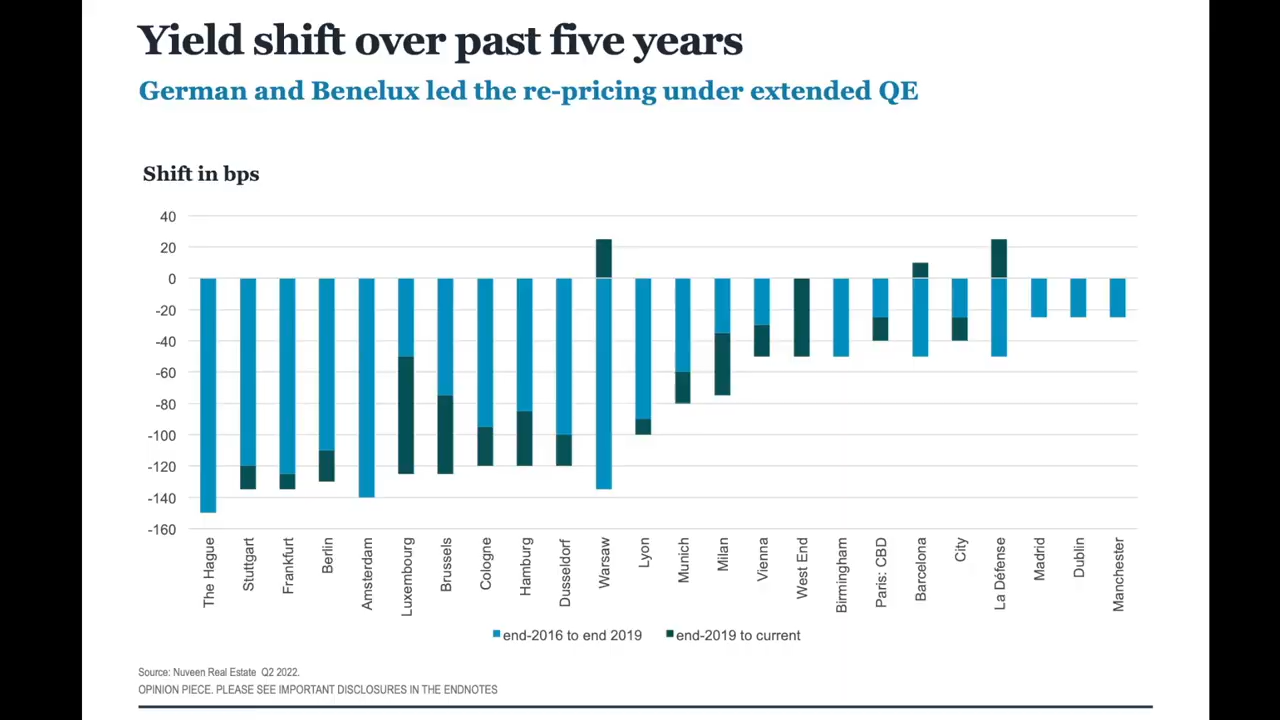 Yield shift over past five years
German and Benelux led the re-pricing under extended QE
Shift in bps
40
20
0
-20
-40
-60
-80
-100
-120
-140
-160
The Hague
Stuttgart
Frankfurt
Berlin
Amsterdam
Luxembourg
Brussels
Cologne
Hamburg
Dusseldorf
Warsaw
Lyon
Munich
Milan
Vienna
West End
Birmingham
Paris: CBD
Barcelona
City
La Défense
Madrid
Dublin
Manchester
end-2016 to end 2019
end-2019 to current
Source: Nuveen Real Estate Q2 2022.
OPINION PIECE. PLEASE SEE IMPORTANT DISCLOSURES IN THE ENDNOTES